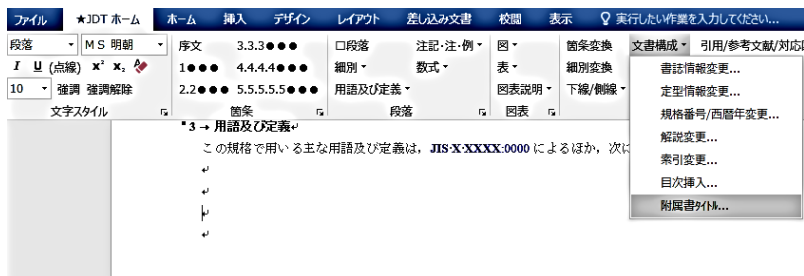 ファイル ★JDT ホーム ホーム 挿入 デザイン レイアウト 差し込み文書 校閲 表示 実行したい作業を入力してください...
段落 MS 明朝 序文 3.3.3●●● 口段落 注記・注・例 図 箇条変換 文書構成 引用/参考文献/対応
I U (点線) x² x₂ 1●●● 4.4.4.4●●● 細別 数式 表 細別変換 書誌情報変更...
10 強調 強調解除 2.2●●● 5.5.5.5.5●●● 用語及び定義 図表説明 下線/側線 定型情報変更...
文字スタイル 箇条 段落 図表 規格番号/西暦年変更...
3 → 用語及び定義↵
解説変更...
この規格で用いる主な用語及び定義は，JIS·X·XXXX:0000 によるほか，次に
索引変更...
目次挿入...
附属書タイトル...